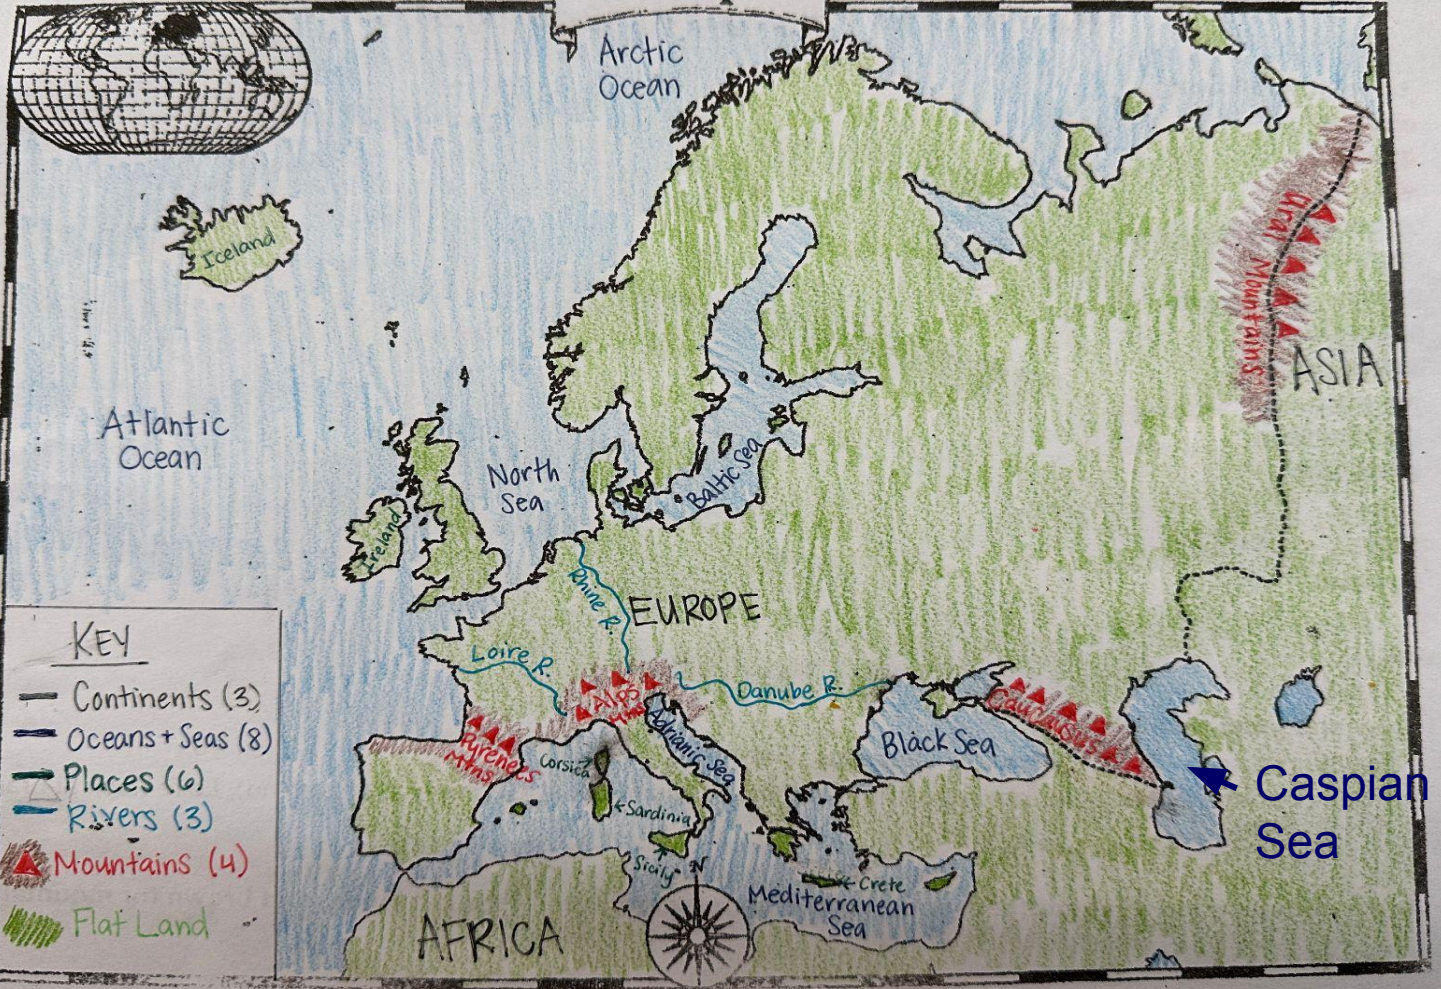 Arctic
Ocean
Iceland
Ural Mountains
ASIA
Atlantic
Ocean
North
Sea
Baltic Sea
Ireland
Rhine R.
EUROPE
Loire R.
Alps
Danube R.
KEY
Continents (3)
Oceans + Seas (8)
Places (6)
Rivers (3)
Mountains (4)
Flat Land
Pyrenees
Mtns
Corsica
Adrianic Sea
Black Sea
Caucasus
Caspian
Sea
Sardinia
Sicily
N
Crete
Mediterranean
Sea
AFRICA